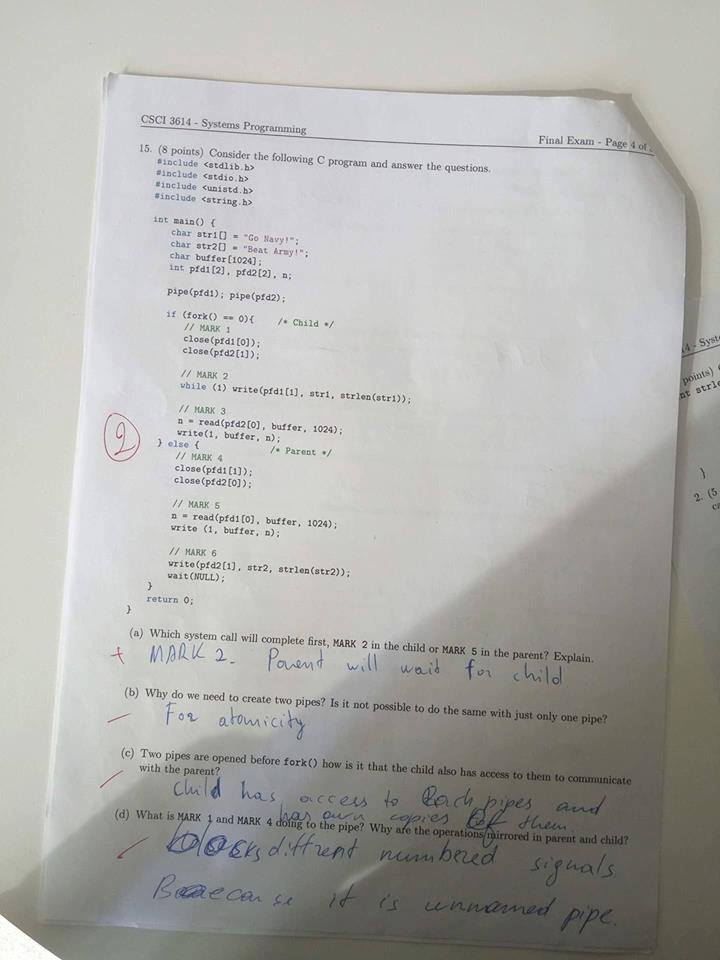 CSCI 3614 - Systems Programming
Final Exam - Page 4 of
15. (8 points) Consider the following C program and answer the questions.
#include <stdlib.h>
#include <stdio.h>
#include <unistd.h>
#include <string.h>
int main() {
char str1[] = "Go Navy!";
char str2[] = "Beat Army!";
char buffer[1024];
int pfd1[2], pfd2[2], n;
pipe(pfd1); pipe(pfd2);
if (fork() == 0){ /* Child */
// MARK 1
close(pfd1[0]);
close(pfd2[1]);
// MARK 2
while (1) write(pfd1[1], str1, strlen(str1));
// MARK 3
n = read(pfd2[0], buffer, 1024);
write(1, buffer, n);
} else { /* Parent */
// MARK 4
close(pfd1[1]);
close(pfd2[0]);
// MARK 5
n = read(pfd1[0], buffer, 1024);
write (1, buffer, n);
// MARK 6
write(pfd2[1], str2, strlen(str2));
wait(NULL);
}
return 0;
}
2
(a) Which system call will complete first, MARK 2 in the child or MARK 5 in the parent? Explain.
+ MARK 2. Parent will wait for child
(b) Why do we need to create two pipes? Is it not possible to do the same with just only one pipe?
For atomicity
(c) Two pipes are opened before fork() how is it that the child also has access to them to communicate
with the parent?
Child has access to pipes and
has own copies of them
(d) What is MARK 1 and MARK 4 doing to the pipe? Why are the operations mirrored in parent and child?
blocks different numbered signals.
Because it is unnamed pipe.
4 - Syst
points)
nt strle
}
2. (5